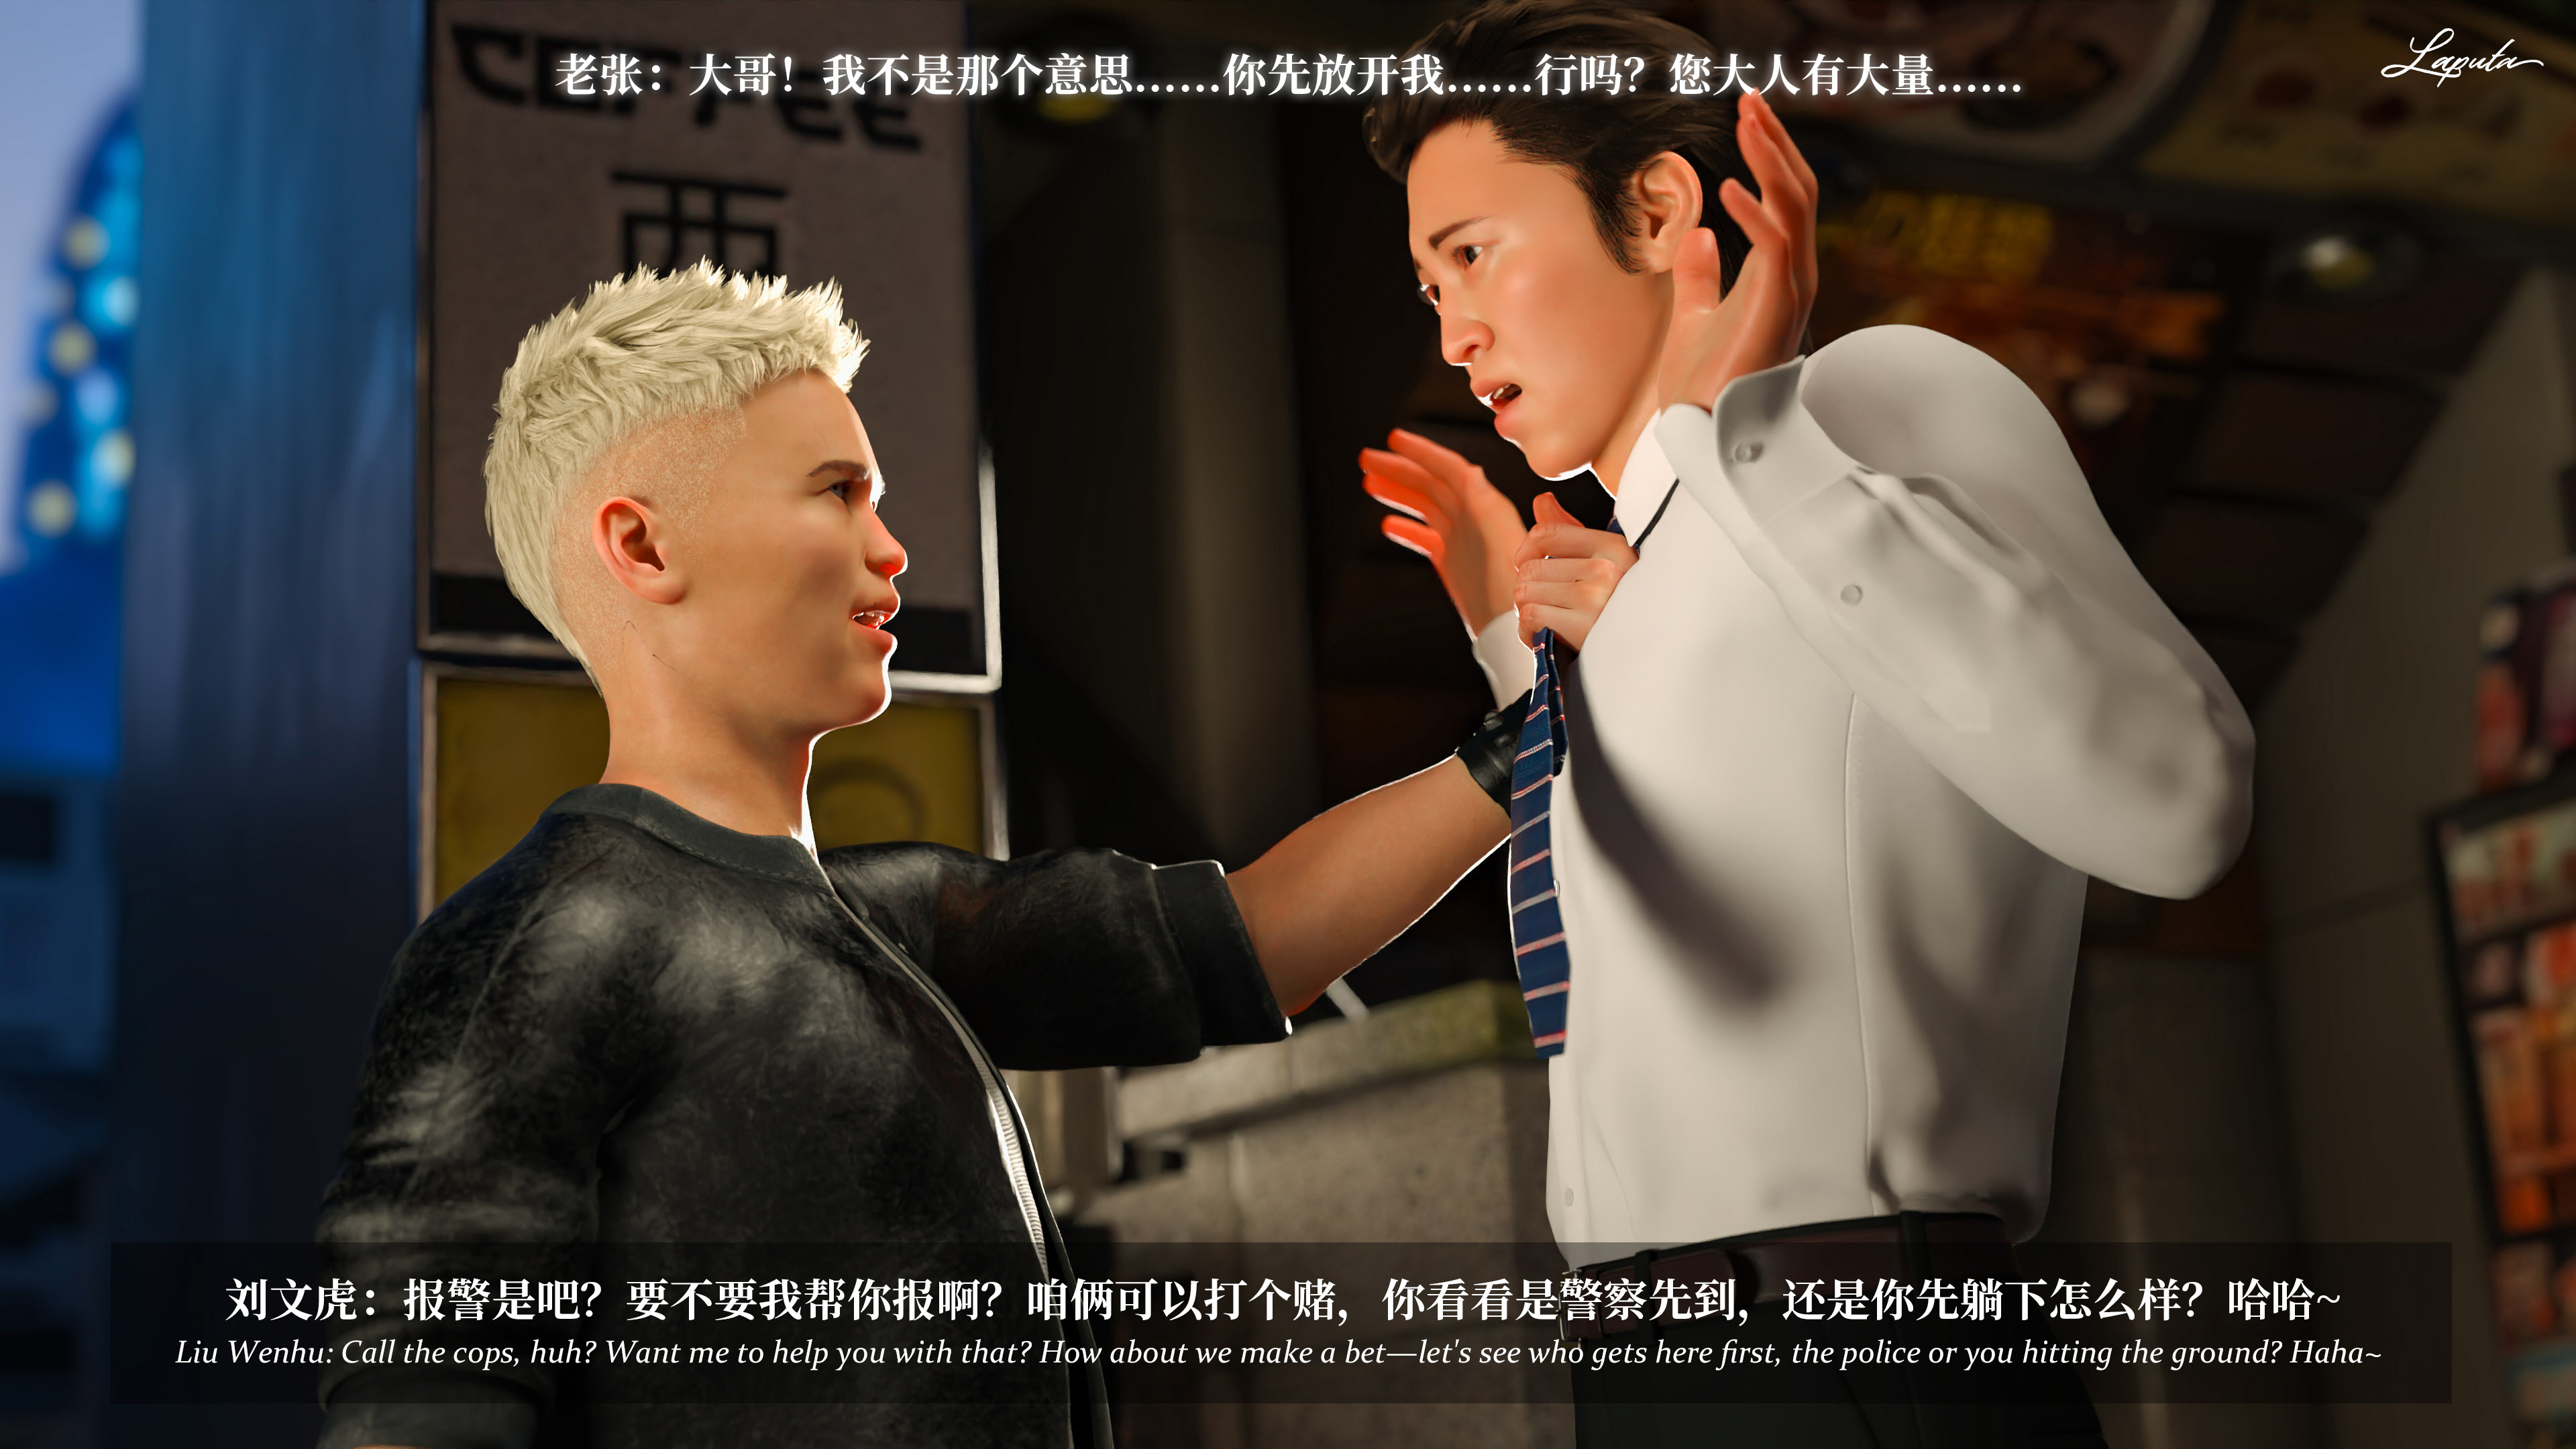 老张：大哥！我不是那个意思……你先放开我……行吗？您大人有大量……
Laputa
COFFEE
西
刘文虎：报警是吧？要不要我帮你报啊？咱俩可以打个赌，你看看是警察先到，还是你先躺下怎么样？哈哈~
Liu Wenhu: Call the cops, huh? Want me to help you with that? How about we make a bet—let's see who gets here first, the police or you hitting the ground? Haha~